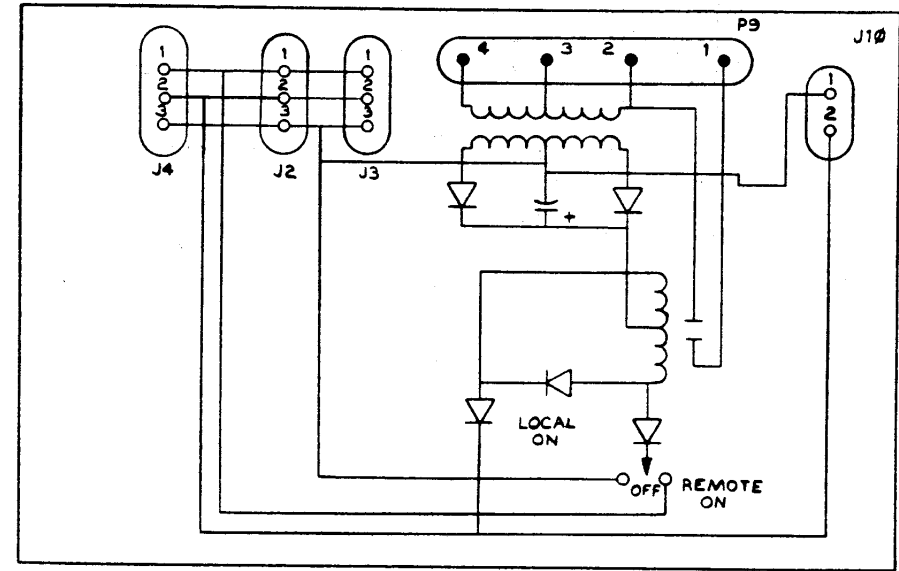 P9
J10
4 3 2 1
1 1 1
2 2 2
3 3 3
1
2
J4 J2 J3
+
LOCAL
ON
OFF
REMOTE
ON